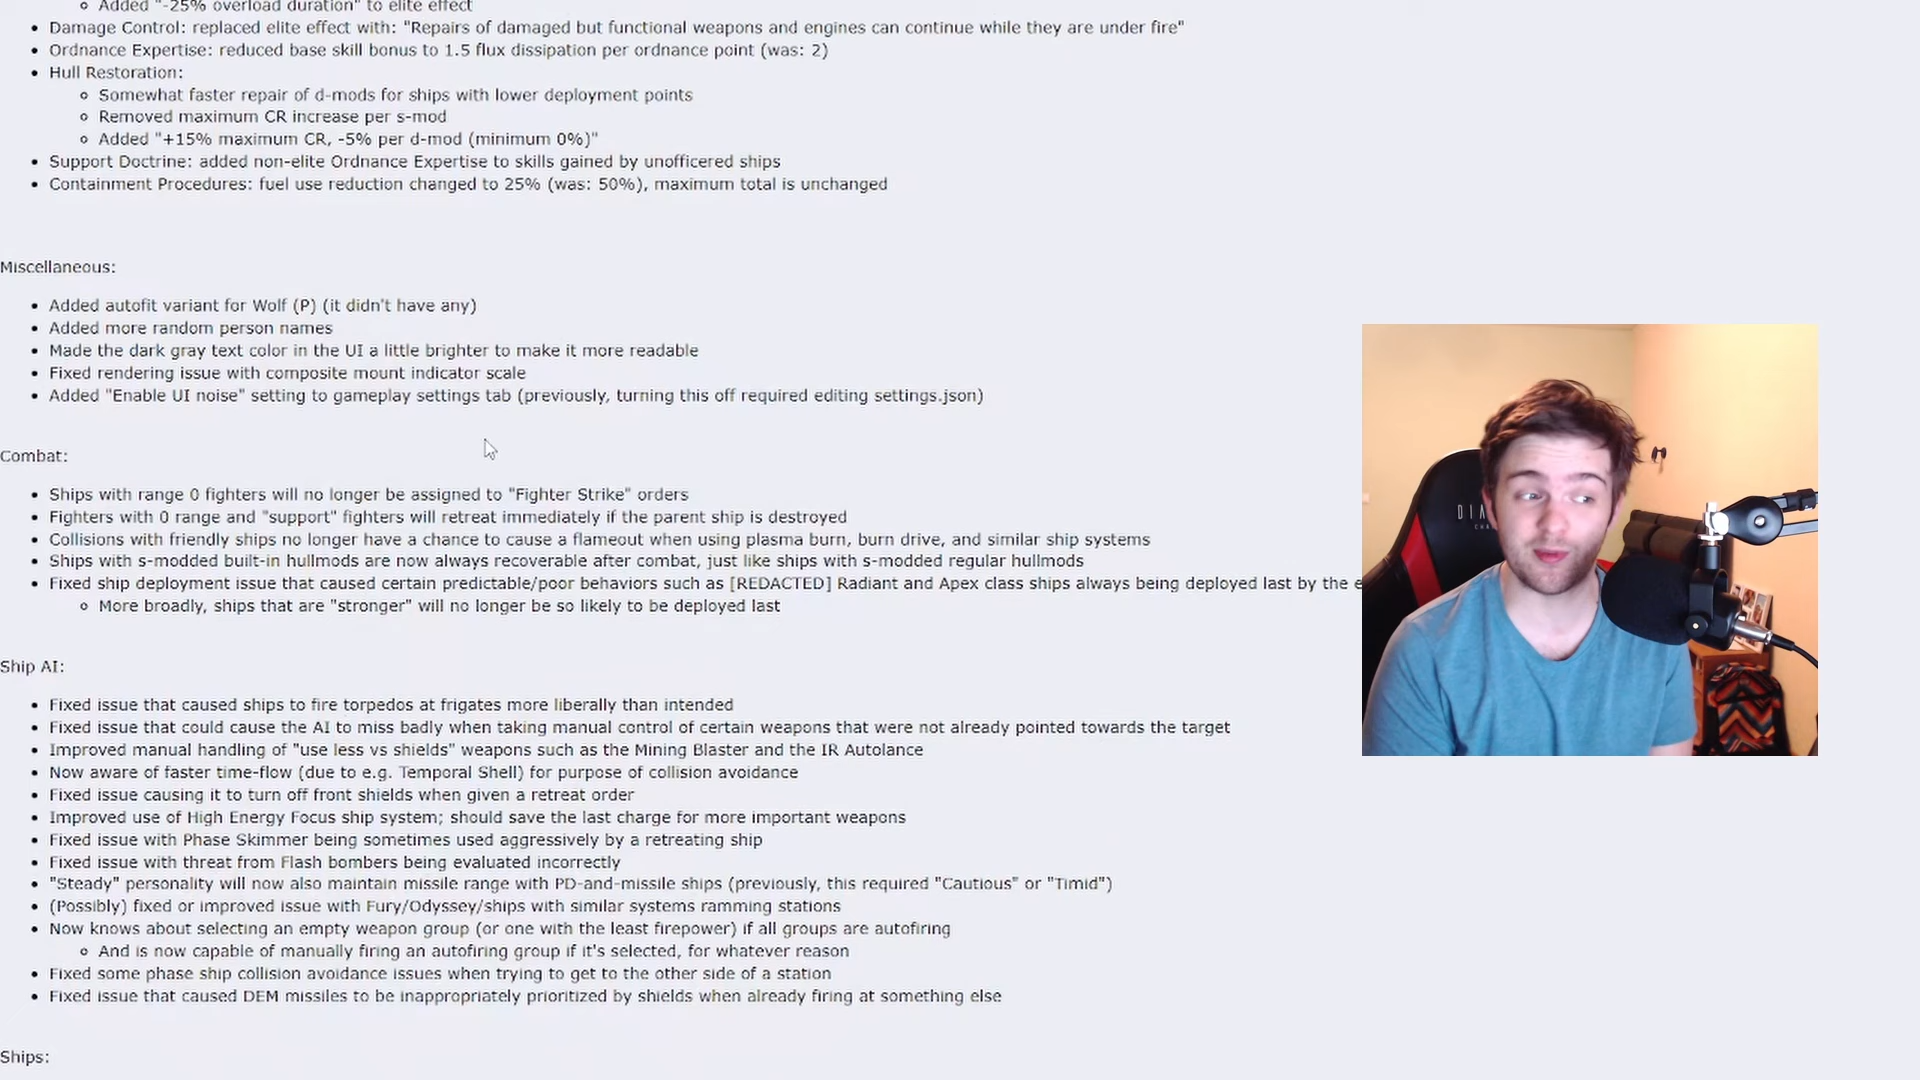 Added "-25% overload duration" to elite effect
Damage Control: replaced elite effect with: "Repairs of damaged but functional weapons and engines can continue while they are under fire"
Ordnance Expertise: reduced base skill bonus to 1.5 flux dissipation per ordnance point (was: 2)
Hull Restoration:
Somewhat faster repair of d-mods for ships with lower deployment points
Removed maximum CR increase per s-mod
Added "+15% maximum CR, -5% per d-mod (minimum 0%)"
Support Doctrine: added non-elite Ordnance Expertise to skills gained by unofficered ships
Containment Procedures: fuel use reduction changed to 25% (was: 50%), maximum total is unchanged
Miscellaneous:
Added autofit variant for Wolf (P) (it didn't have any)
Added more random person names
Made the dark gray text color in the UI a little brighter to make it more readable
Fixed rendering issue with composite mount indicator scale
Added "Enable UI noise" setting to gameplay settings tab (previously, turning this off required editing settings.json)
Combat:
Ships with range 0 fighters will no longer be assigned to "Fighter Strike" orders
Fighters with 0 range and "support" fighters will retreat immediately if the parent ship is destroyed
Collisions with friendly ships no longer have a chance to cause a flameout when using plasma burn, burn drive, and similar ship systems
Ships with s-modded built-in hullmods are now always recoverable after combat, just like ships with s-modded regular hullmods
Fixed ship deployment issue that caused certain predictable/poor behaviors such as [REDACTED] Radiant and Apex class ships always being deployed last by the e
More broadly, ships that are "stronger" will no longer be so likely to be deployed last
Ship AI:
Fixed issue that caused ships to fire torpedos at frigates more liberally than intended
Fixed issue that could cause the AI to miss badly when taking manual control of certain weapons that were not already pointed towards the target
Improved manual handling of "use less vs shields" weapons such as the Mining Blaster and the IR Autolance
Now aware of faster time-flow (due to e.g. Temporal Shell) for purpose of collision avoidance
Fixed issue causing it to turn off front shields when given a retreat order
Improved use of High Energy Focus ship system; should save the last charge for more important weapons
Fixed issue with Phase Skimmer being sometimes used aggressively by a retreating ship
Fixed issue with threat from Flash bombers being evaluated incorrectly
"Steady" personality will now also maintain missile range with PD-and-missile ships (previously, this required "Cautious" or "Timid")
(Possibly) fixed or improved issue with Fury/Odyssey/ships with similar systems ramming stations
Now knows about selecting an empty weapon group (or one with the least firepower) if all groups are autofiring
And is now capable of manually firing an autofiring group if it's selected, for whatever reason
Fixed some phase ship collision avoidance issues when trying to get to the other side of a station
Fixed issue that caused DEM missiles to be inappropriately prioritized by shields when already firing at something else
Ships: